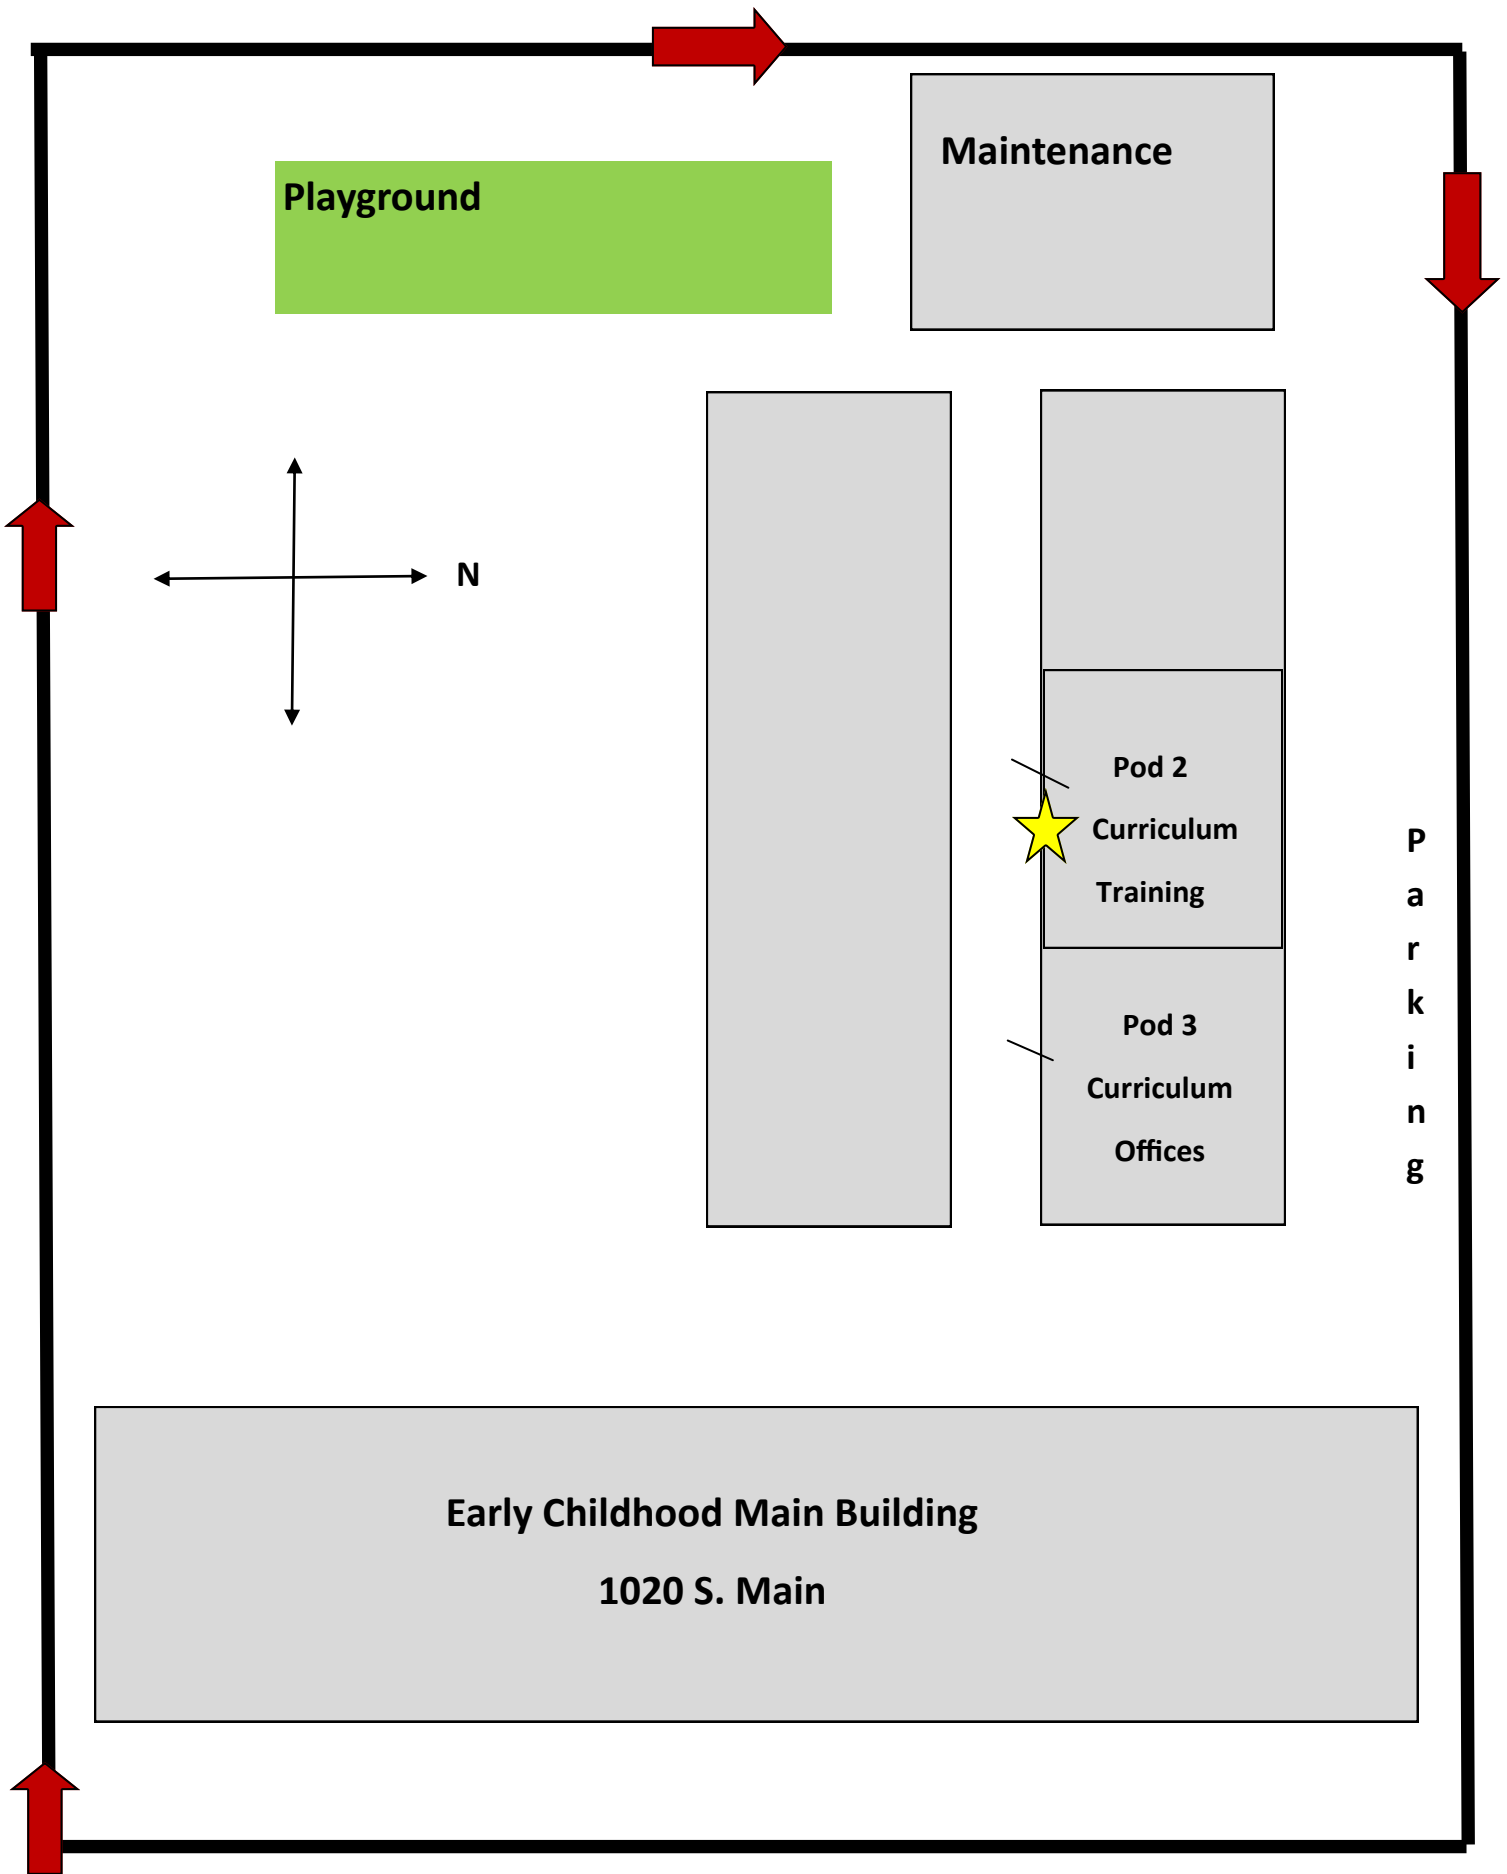 Maintenance
Playground
N
Pod 2
Curriculum
Training
Pod 3
Curriculum
Offices
P
a
r
k
i
n
g
Early Childhood Main Building
1020 S. Main